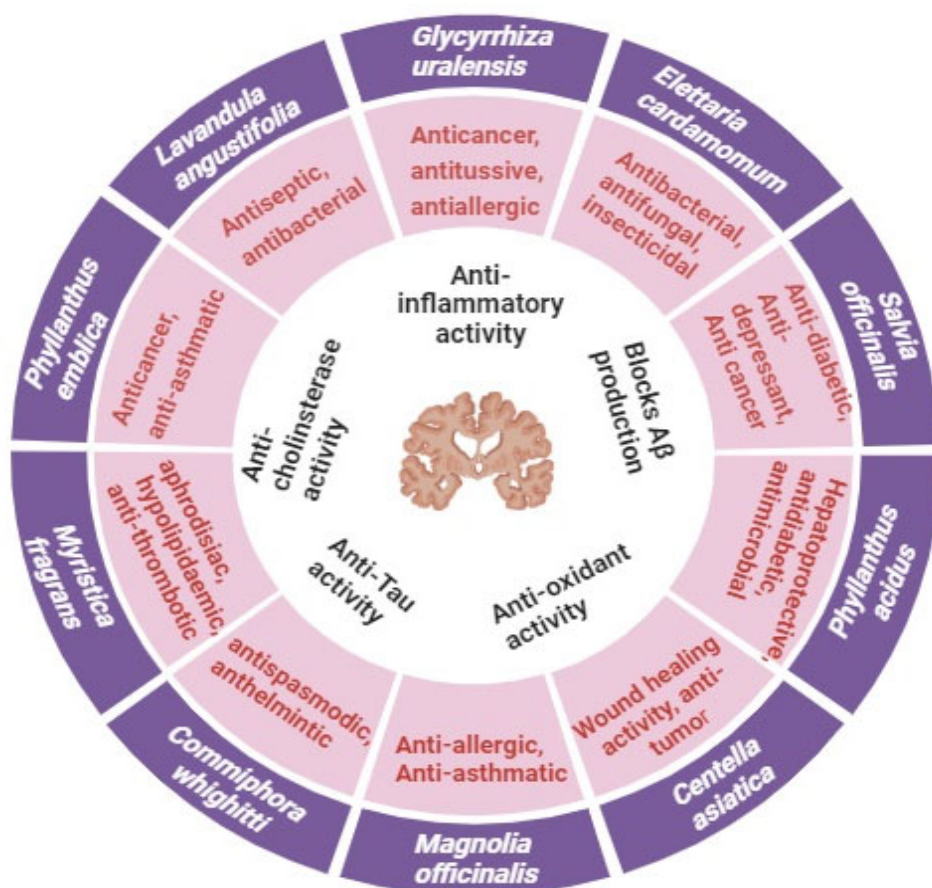 Glycyrrhiza
uralensis
Anticancer,
antitussive,
antiallergic
Elettaria
cardamomum
Antibacterial,
antifungal,
insecticidal
Salvia
officinalis
Anti-diabetic,
Anti-
depressant,
Anti cancer
Phyllanthus
acidus
Hepatoprotective,
antidiabetic,
antimicrobial
Centella
asiatica
Wound healing
activity, anti-
tumor
Magnolia
officinalis
Anti-allergic,
Anti-asthmatic
Commiphora
whighitti
antispasmodic,
anthelmintic
Myristica
fragrans
aphrodisiac,
hypolipidaemic,
anti-thrombotic
Phyllanthus
emblica
Anticancer,
anti-asthmatic
Lavandula
angustifolia
Antiseptic,
antibacterial
Anti-
inflammatory
activity
Blocks Aβ
production
Anti-oxidant
activity
Anti-Tau
activity
Anti-
cholinsterase
activity